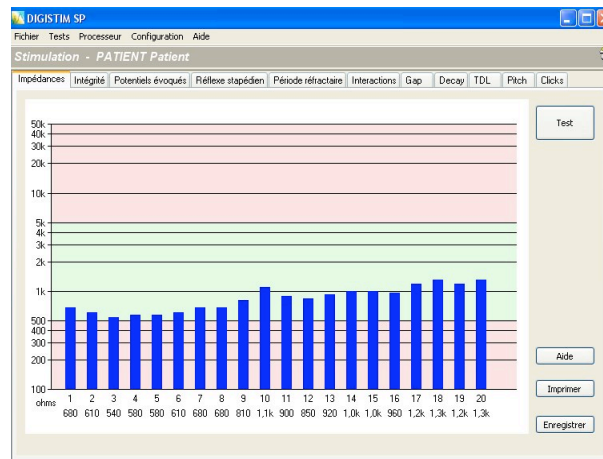 DIGISTIM SP
Fichier Tests Processeur Configuration Aide
Stimulation - PATIENT Patient
Impédances Intégrité Potentiels évoqués Réflexe stapédien Période réfractaire Interactions Gap Decay TDL Pitch Clicks
Test
50k
40k
30k
20k
10k
5k
4k
3k
2k
1k
500
400
300
200
100
ohms
1 2 3 4 5 6 7 8 9 10 11 12 13 14 15 16 17 18 19 20
680 610 540 580 580 610 680 680 810 1,1k 900 850 920 1,0k 1,0k 960 1,2k 1,3k 1,2k 1,3k
Aide
Imprimer
Enregistrer